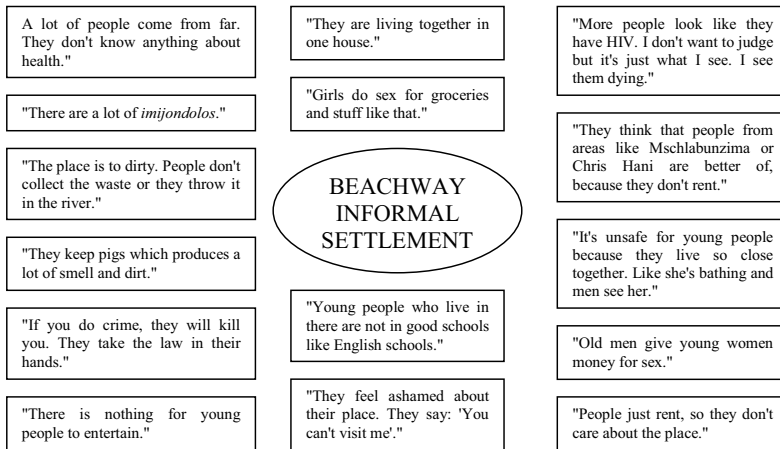 A lot of people come from far.
They don't know anything about
health."
"There are a lot of imijondolos."
"The place is to dirty. People don't
collect the waste or they throw it
in the river."
"They keep pigs which produces a
lot of smell and dirt."
"If you do crime, they will kill
you. They take the law in their
hands."
"There is nothing for young
people to entertain."
"They are living together in
one house."
"Girls do sex for groceries
and stuff like that."
BEACHWAY
INFORMAL
SETTLEMENT
"Young people who live in
there are not in good schools
like English schools."
"They feel ashamed about
their place. They say: 'You
can't visit me'."
"More people look like they
have HIV. I don't want to judge
but it's just what I see. I see
them dying."
"They think that people from
areas like Mschlabunzima or
Chris Hani are better of,
because they don't rent."
"It's unsafe for young people
because they live so close
together. Like she's bathing and
men see her."
"Old men give young women
money for sex."
"People just rent, so they don't
care about the place."